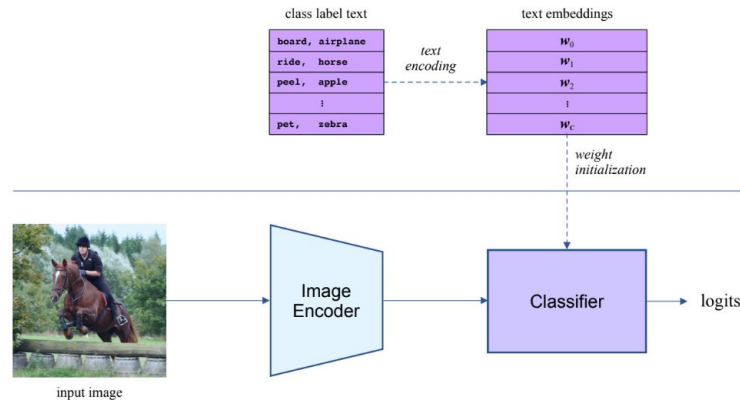 class label text
text embeddings
board, airplane
ride, horse
peel, apple
⋮
pet, zebra
text
encoding
w₀
w₁
w₂
⋮
w_c
weight
initialization
Image
Encoder
Classifier
logits
input image